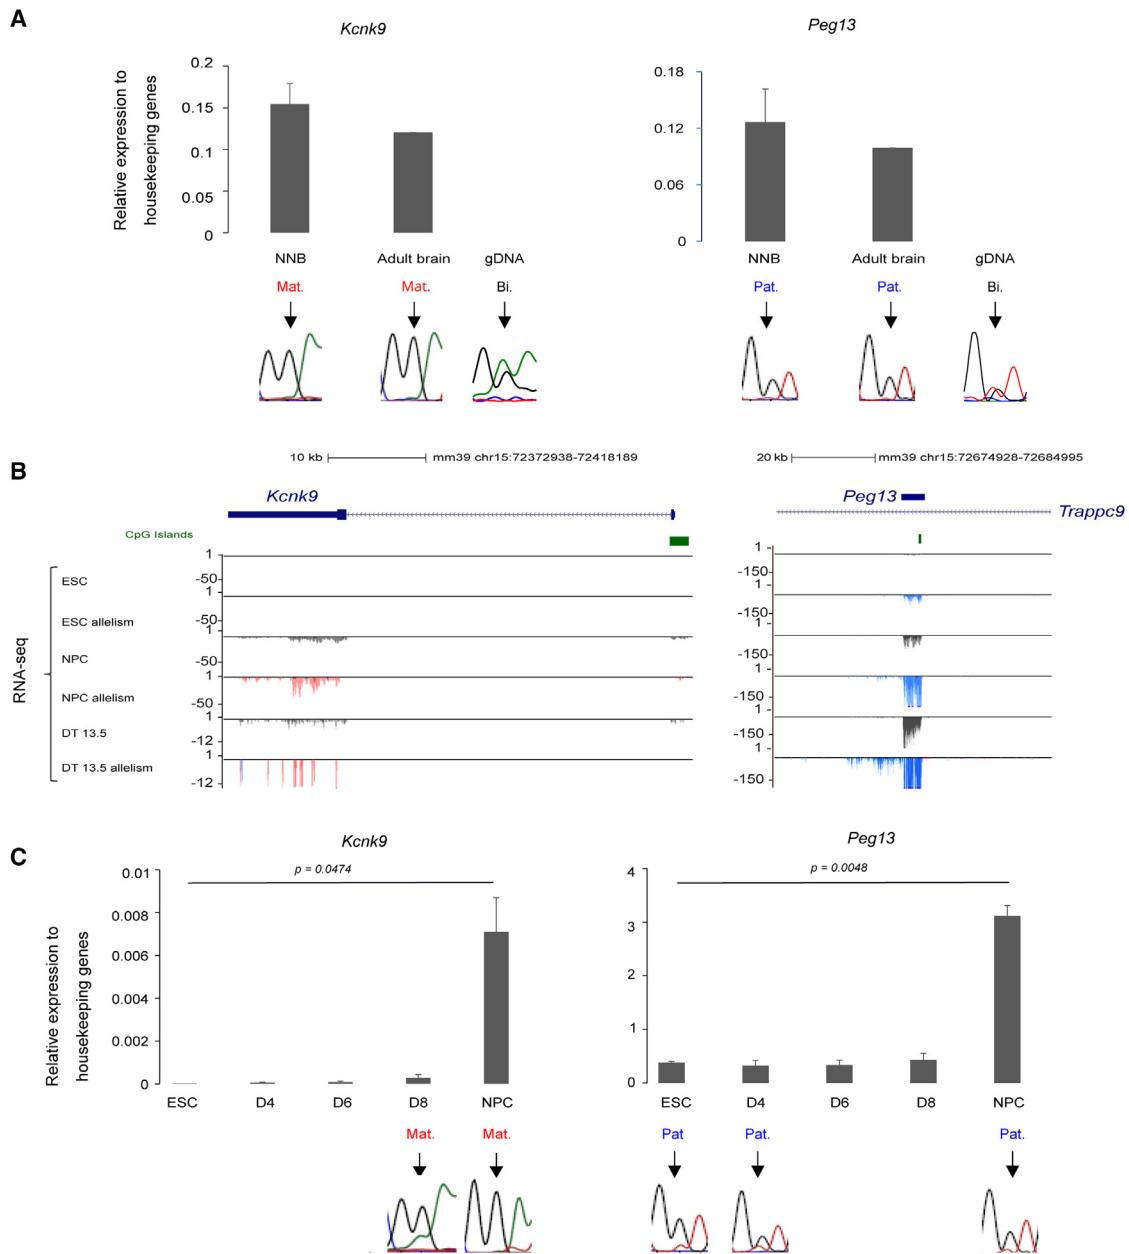 A
Kcnk9
Peg13
Relative expression to
housekeeping genes
0.2
0.15
0.1
0.05
0
0.18
0.12
0.06
0
NNB
Adult brain
gDNA
NNB
Adult brain
gDNA
Mat.
Mat.
Bi.
Pat.
Pat.
Bi.
B
10 kb
mm39 chr15:72372938-72418189
20 kb
mm39 chr15:72674928-72684995
Kcnk9
Peg13
Trappc9
CpG Islands
RNA-seq
ESC
ESC allelism
NPC
NPC allelism
DT 13.5
DT 13.5 allelism
1
-50
1
-50
1
-50
1
-50
1
-12
1
-12
1
-150
1
-150
1
-150
1
-150
1
-150
1
-150
C
Kcnk9
Peg13
Relative expression to
housekeeping genes
0.01
0.008
0.006
0.004
0.002
0
p = 0.0474
4
3
2
1
0
p = 0.0048
ESC
D4
D6
D8
NPC
ESC
D4
D6
D8
NPC
Mat.
Mat.
Pat
Pat.
Pat.